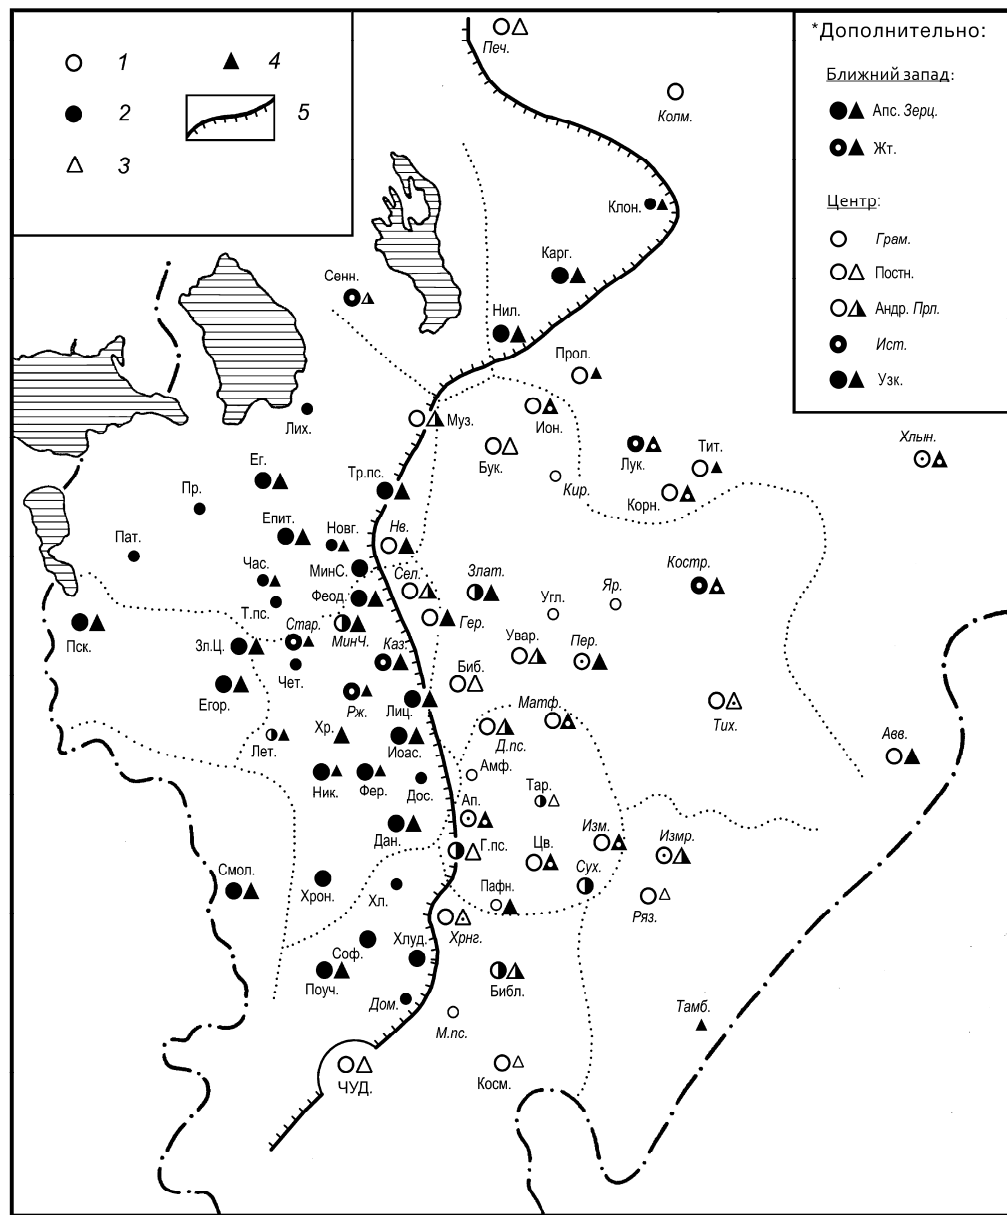 1
2
3
4
5
*Дополнительно:
Ближний запад:
Апс. Зерц.
Жт.
Центр:
Грам.
Постн.
Андр. Прл.
Ист.
Узк.
Печ.
Колм.
Клон.
Карг.
Сенн.
Нил.
Прол.
Лих.
Муз.
Ион.
Бук.
Кир.
Лук.
Тит.
Корн.
Хлын.
Ег.
Пр.
Тр.пс.
Епит.
Новг.
Нв.
Пат.
МинС.
Час.
Феод.
Сел.
Злат.
Яр.
Костр.
Т.пс.
Угл.
Пск.
Стар.
МинЧ.
Гер.
Зл.Ц.
Чет.
Каз.
Увар.
Пер.
Егор.
Рж.
Биб.
Лиц.
Матф.
Тих.
Лет.
Хр.
Иоас.
Д.пс.
Авв.
Ник.
Фер.
Дос.
Амф.
Тар.
Ап.
Дан.
Г.пс.
Цв.
Изм.
Измр.
Смол.
Хрон.
Хл.
Пафн.
Сух.
Ряз.
Хрнг.
Соф.
Хлуд.
Поуч.
Библ.
Дом.
М.пс.
Тамб.
ЧУД.
Косм.